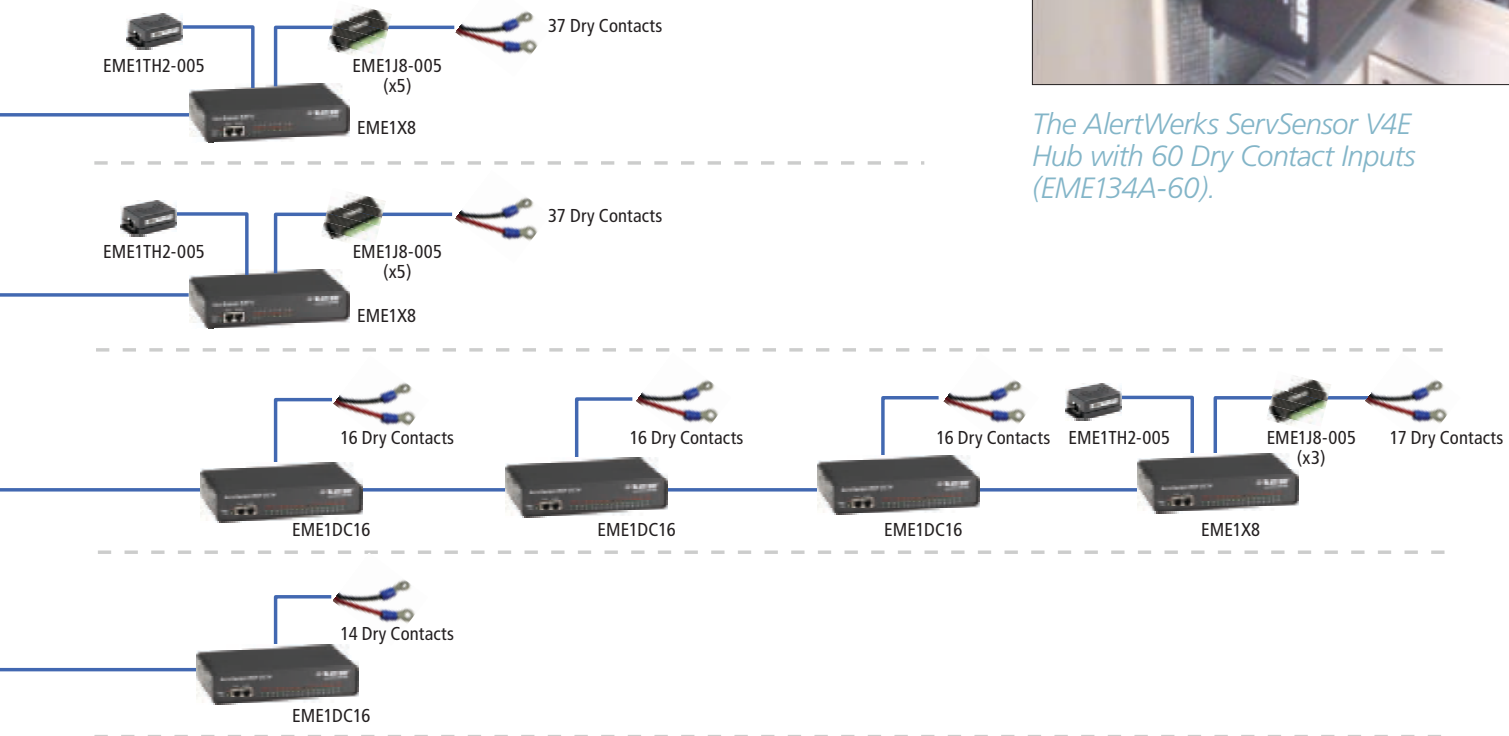 37 Dry Contacts
EME1TH2-005
EME1J8-005
(x5)
EME1X8
The AlertWerks ServSensor V4E
Hub with 60 Dry Contact Inputs
(EME134A-60).
37 Dry Contacts
EME1TH2-005
EME1J8-005
(x5)
EME1X8
16 Dry Contacts
16 Dry Contacts
16 Dry Contacts
EME1TH2-005
EME1J8-005
(x3)
17 Dry Contacts
EME1DC16
EME1DC16
EME1DC16
EME1X8
14 Dry Contacts
EME1DC16